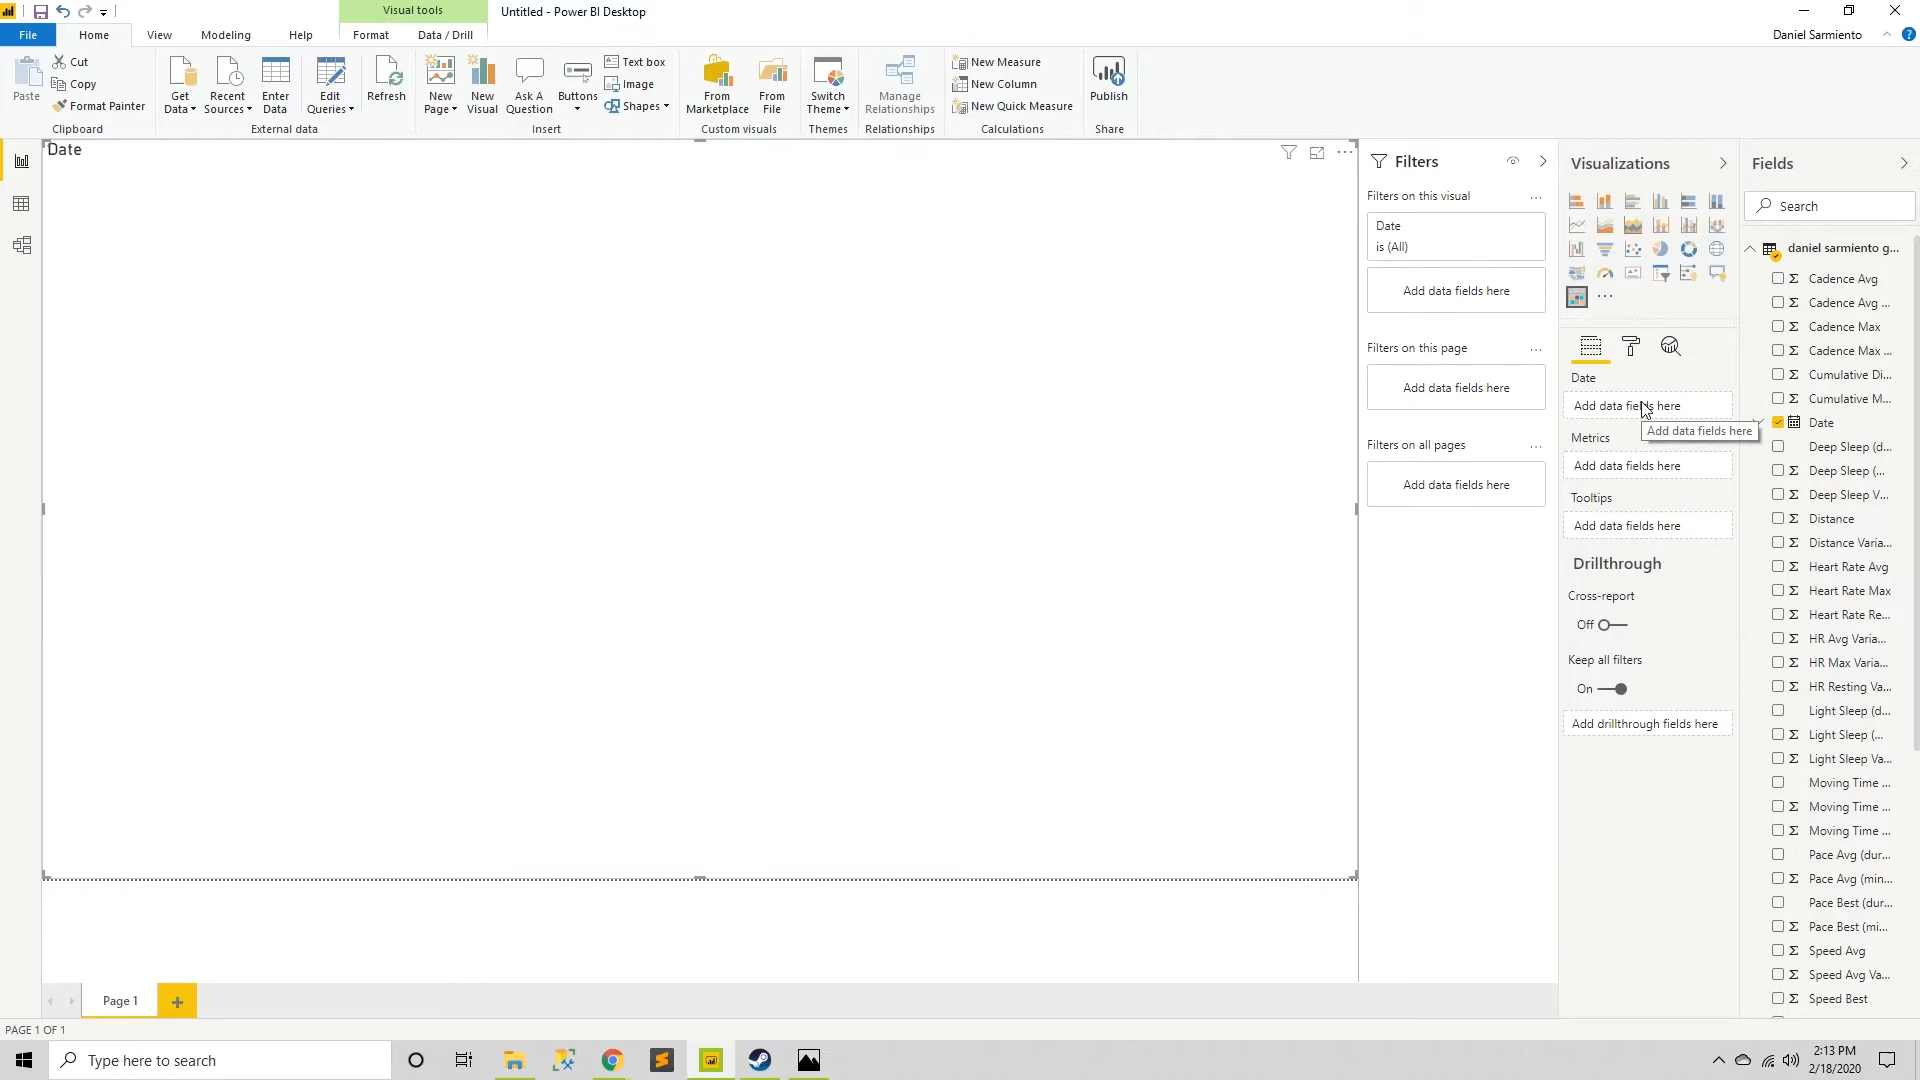 Visual tools
Untitled - Power BI Desktop
File
Home
View
Modeling
Help
Format
Data / Drill
Daniel Sarmiento
Paste
Cut
Copy
Format Painter
Clipboard
Get Data
Recent Sources
Enter Data
Edit Queries
Refresh
External data
New Page
New Visual
Ask A Question
Buttons
Text box
Image
Shapes
Insert
From Marketplace
From File
Custom visuals
Switch Theme
Themes
Manage Relationships
Relationships
New Measure
New Column
New Quick Measure
Calculations
Publish
Share
Date
Filters
Filters on this visual
...
Date
is (All)
Add data fields here
Filters on this page
...
Add data fields here
Filters on all pages
...
Add data fields here
Visualizations
Date
Add data fields here
Add data fields here
Metrics
Add data fields here
Tooltips
Add data fields here
Drillthrough
Cross-report
Off
Keep all filters
On
Add drillthrough fields here
Fields
Search
daniel sarmiento g...
Cadence Avg
Cadence Avg ...
Cadence Max
Cadence Max ...
Cumulative Di...
Cumulative M...
Date
Deep Sleep (d...
Deep Sleep (...
Deep Sleep V...
Distance
Distance Varia...
Heart Rate Avg
Heart Rate Max
Heart Rate Re...
HR Avg Varia...
HR Max Varia...
HR Resting Va...
Light Sleep (d...
Light Sleep (...
Light Sleep Va...
Moving Time ...
Moving Time ...
Moving Time ...
Pace Avg (dur...
Pace Avg (min...
Pace Best (dur...
Pace Best (mi...
Speed Avg
Speed Avg Va...
Speed Best
Page 1
PAGE 1 OF 1
Type here to search
2:13 PM
2/18/2020